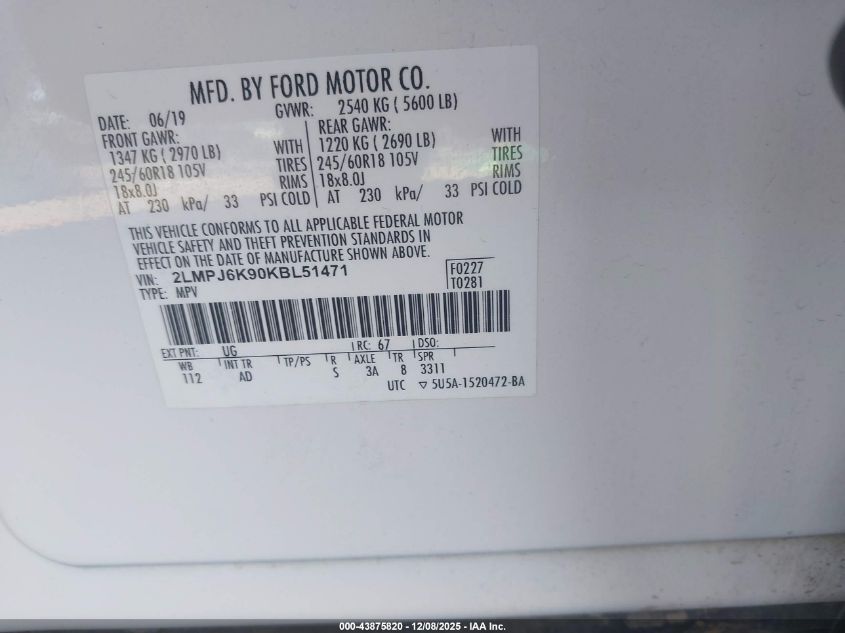 MFD. BY FORD MOTOR CO.
DATE: 06/19 GVWR: 2540 KG ( 5600 LB)
FRONT GAWR: REAR GAWR:
1347 KG ( 2970 LB) WITH 1220 KG ( 2690 LB) WITH
245/60R18 105V TIRES 245/60R18 105V TIRES
18x8.0J RIMS 18x8.0J RIMS
AT 230 kPa/ 33 PSI COLD AT 230 kPa/ 33 PSI COLD
THIS VEHICLE CONFORMS TO ALL APPLICABLE FEDERAL MOTOR
VEHICLE SAFETY AND THEFT PREVENTION STANDARDS IN
EFFECT ON THE DATE OF MANUFACTURE SHOWN ABOVE.
VIN: 2LMPJ6K90KBL51471 F0227
TYPE: MPV T0281
EXT PNT: UG RC: 67 DSO:
WB INT TR TP/PS R AXLE TR SPR
112 AD S 3A 8 3311
UTC ▽ 5U5A-1520472-BA
000-43875820 - 12/08/2025 - IAA Inc.